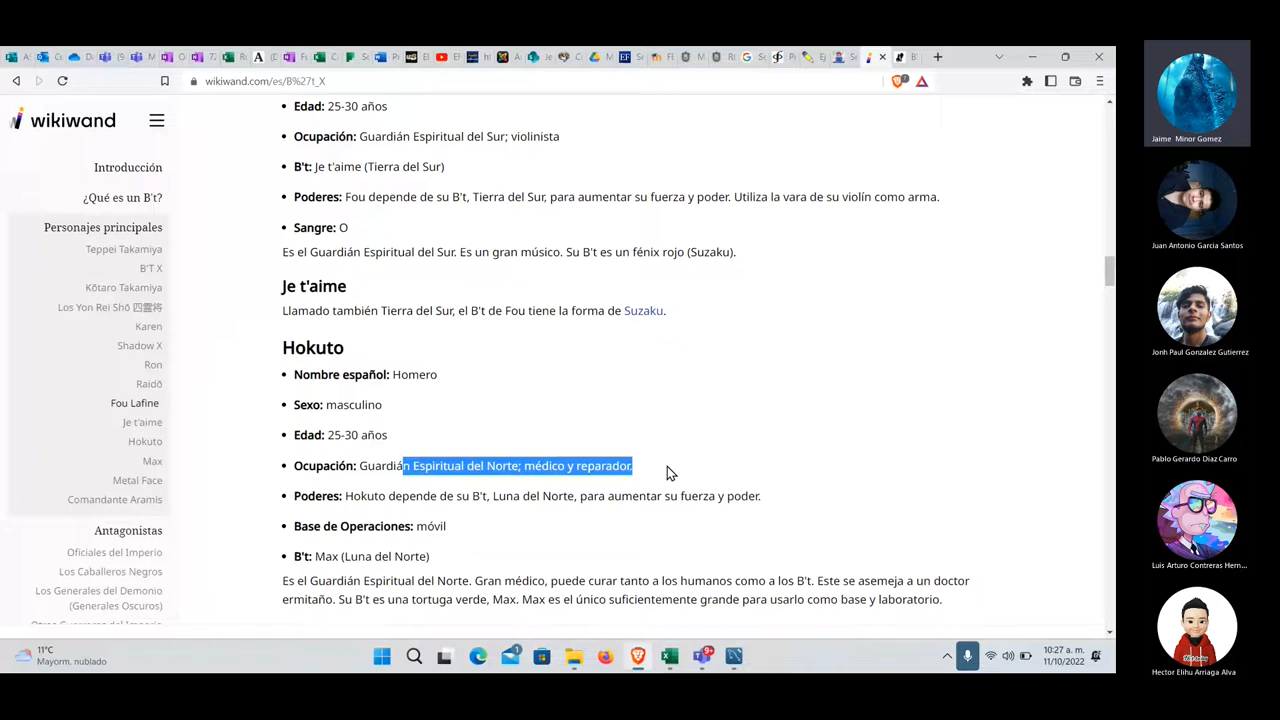 wikiwand.com/es/B%27t_X
wikiwand
Introducción
¿Qué es un B't?
Personajes principales
Teppei Takamiya
B'T X
Kōtaro Takamiya
Los Yon Rei Shō 四霊将
Karen
Shadow X
Ron
Raidō
Fou Lafine
Je t'aime
Hokuto
Max
Metal Face
Comandante Aramis
Antagonistas
Oficiales del Imperio
Los Caballeros Negros
Los Generales del Demonio
(Generales Oscuros)
Otros Guerreros del Imperio
• Edad: 25-30 años
• Ocupación: Guardián Espiritual del Sur; violinista
• B't: Je t'aime (Tierra del Sur)
• Poderes: Fou depende de su B't, Tierra del Sur, para aumentar su fuerza y poder. Utiliza la vara de su violín como arma.
• Sangre: O
Es el Guardián Espiritual del Sur. Es un gran músico. Su B't es un fénix rojo (Suzaku).
Je t'aime
Llamado también Tierra del Sur, el B't de Fou tiene la forma de Suzaku.
Hokuto
• Nombre español: Homero
• Sexo: masculino
• Edad: 25-30 años
• Ocupación: Guardián Espiritual del Norte; médico y reparador.
• Poderes: Hokuto depende de su B't, Luna del Norte, para aumentar su fuerza y poder.
• Base de Operaciones: móvil
• B't: Max (Luna del Norte)
Es el Guardián Espiritual del Norte. Gran médico, puede curar tanto a los humanos como a los B't. Este se asemeja a un doctor
ermitaño. Su B't es una tortuga verde, Max. Max es el único suficientemente grande para usarlo como base y laboratorio.
11°C
Mayorm. nublado
10:27 a. m.
11/10/2022
Jaime Minor Gomez
Juan Antonio Garcia Santos
Jonh Paul Gonzalez Gutierrez
Pablo Gerardo Diaz Carro
Luis Arturo Contreras Hern...
Hector Elihu Arriaga Alva